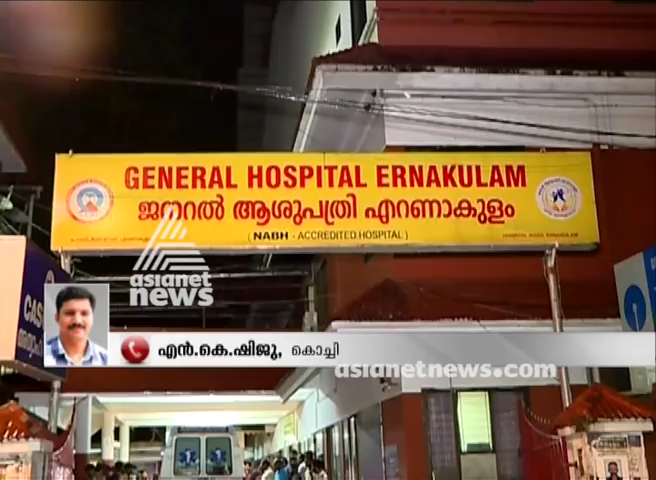 GENERAL HOSPITAL ERNAKULAM
ജനറൽ ആശുപത്രി എറണാകുളം
(NABH - ACCREDITED HOSPITAL)
asianet
news
എൻ.കെ.ഷിജു, കൊച്ചി
asianetnews.com